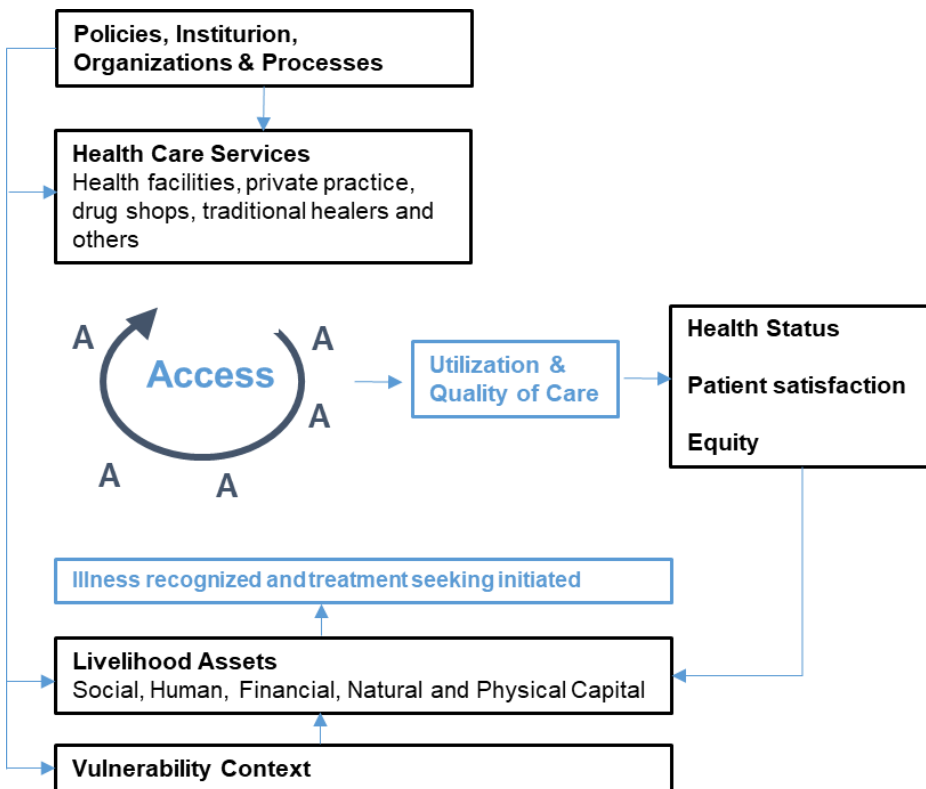 Policies, Institurion,
Organizations & Processes
Health Care Services
Health facilities, private practice,
drug shops, traditional healers and
others
A
A
Access
A
A
A
Utilization &
Quality of Care
Health Status
Patient satisfaction
Equity
Illness recognized and treatment seeking initiated
Livelihood Assets
Social, Human, Financial, Natural and Physical Capital
Vulnerability Context